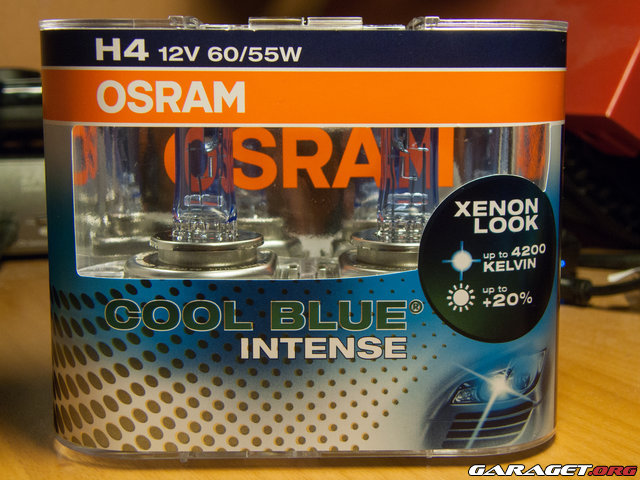 H4 12V 60/55W
OSRAM
OSRAM
XENON
LOOK
up to 4200
KELVIN
up to
+20%
COOL BLUE®
INTENSE
GARAGET.ORG